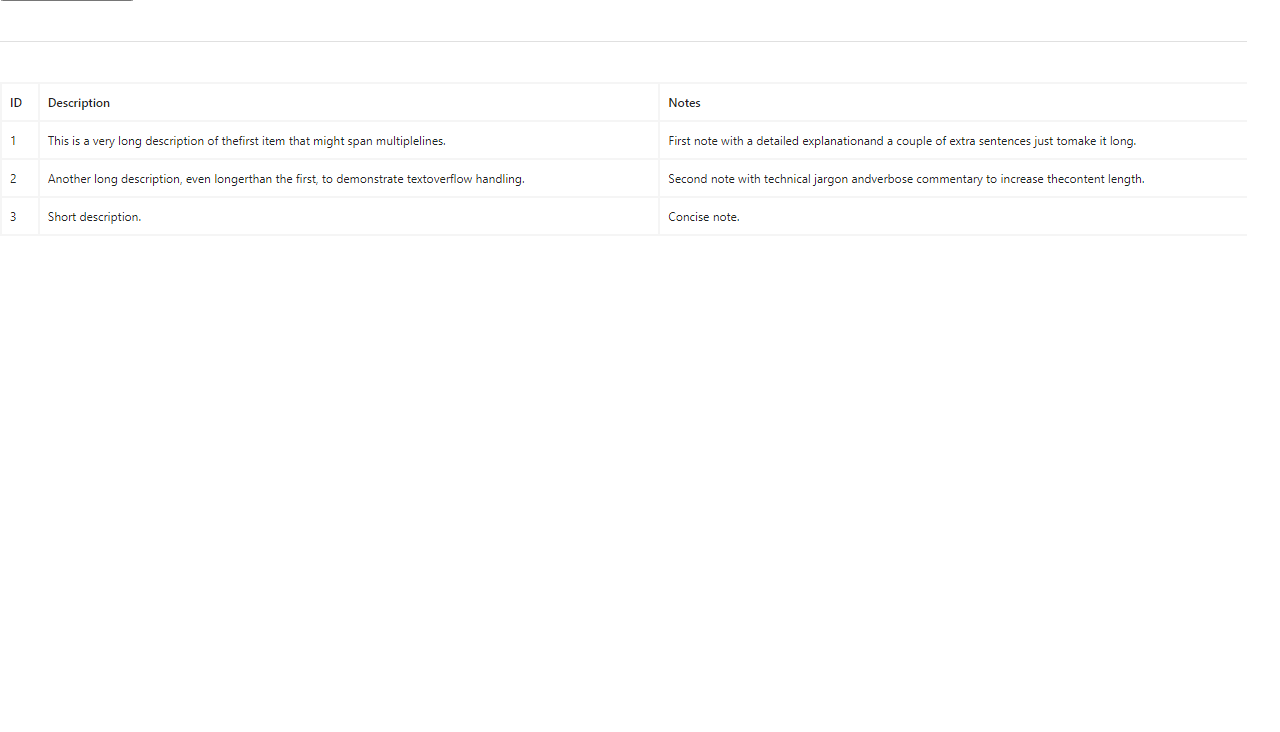 ID Description Notes
1 This is a very long description of thefirst item that might span multiplelines. First note with a detailed explanationand a couple of extra sentences just tomake it long.
2 Another long description, even longerthan the first, to demonstrate textoverflow handling. Second note with technical jargon andverbose commentary to increase thecontent length.
3 Short description. Concise note.